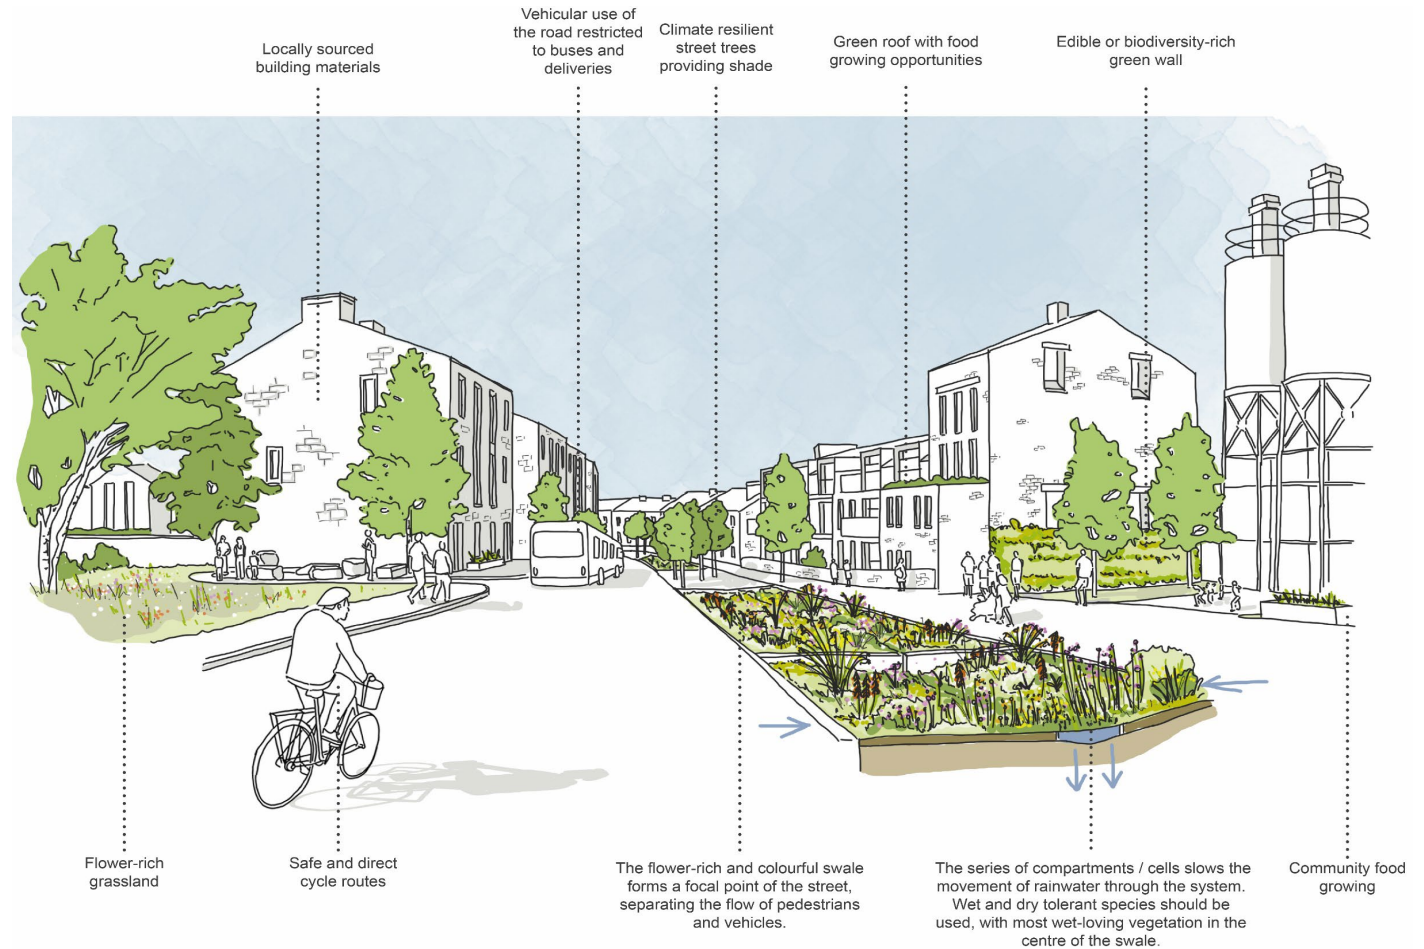 Locally sourced
building materials
Vehicular use of
the road restricted
to buses and
deliveries
Climate resilient
street trees
providing shade
Green roof with food
growing opportunities
Edible or biodiversity-rich
green wall
Flower-rich
grassland
Safe and direct
cycle routes
The flower-rich and colourful swale
forms a focal point of the street,
separating the flow of pedestrians
and vehicles.
The series of compartments / cells slows the
movement of rainwater through the system.
Wet and dry tolerant species should be
used, with most wet-loving vegetation in the
centre of the swale.
Community food
growing